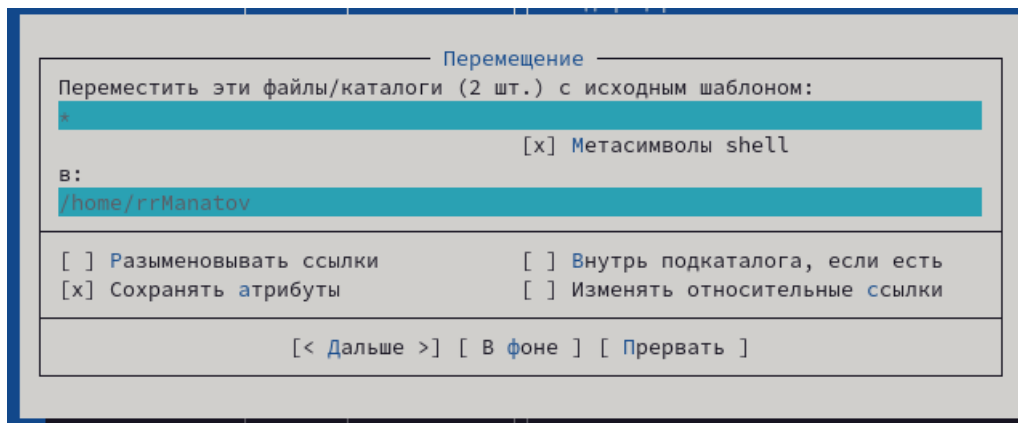 Перемещение
Переместить эти файлы/каталоги (2 шт.) с исходным шаблоном:
*
[x] Метасимволы shell
в:
/home/rrManatov
[ ] Разыменовывать ссылки [ ] Внутрь подкаталога, если есть
[x] Сохранять атрибуты [ ] Изменять относительные ссылки
[< Дальше >] [ В фоне ] [ Прервать ]